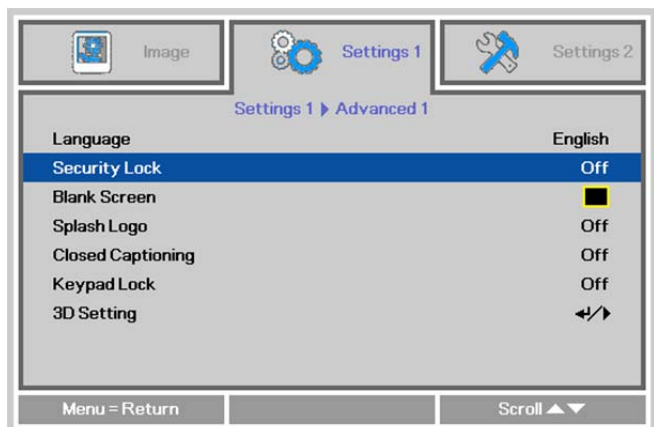 Image
Settings 1
Settings 2
Settings 1 ▶ Advanced 1
Language English
Security Lock Off
Blank Screen
Splash Logo Off
Closed Captioning Off
Keypad Lock Off
3D Setting ↵/▶
Menu = Return
Scroll ▲▼